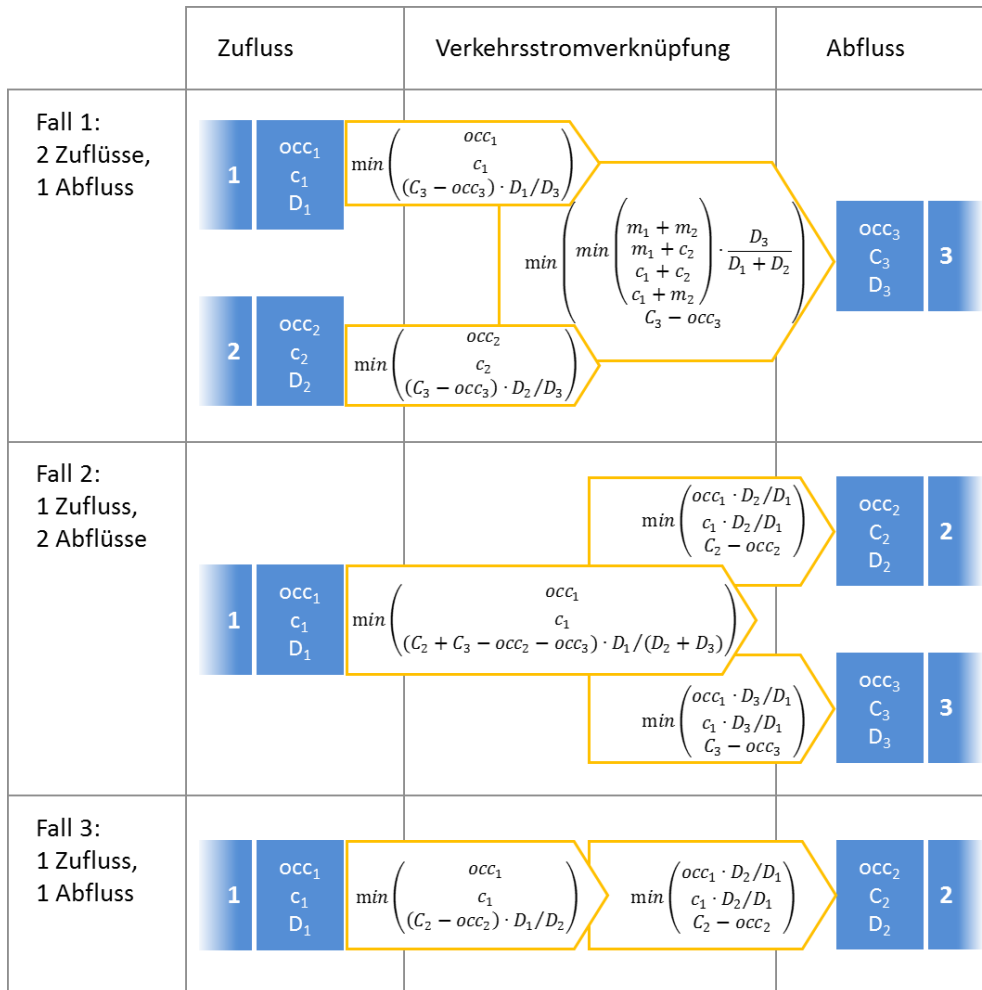 Zufluss Verkehrsstromverknüpfung Abfluss
Fall 1:
2 Zuflüsse,
1 Abfluss
1
occ₁
c₁
D₁
min ( occ₁
c₁
(C₃ − occ₃) · D₁/D₃ )
2
occ₂
c₂
D₂
min ( occ₂
c₂
(C₃ − occ₃) · D₂/D₃ )
min ( min ( m₁ + m₂
m₁ + c₂
c₁ + c₂
c₁ + m₂ ) · D₃ / D₁ + D₂
C₃ − occ₃ )
occ₃
C₃
D₃
3
Fall 2:
1 Zufluss,
2 Abflüsse
1
occ₁
c₁
D₁
min ( occ₁
c₁
(C₂ + C₃ − occ₂ − occ₃) · D₁/(D₂ + D₃) )
min ( occ₁ · D₂/D₁
c₁ · D₂/D₁
C₂ − occ₂ )
occ₂
C₂
D₂
2
min ( occ₁ · D₃/D₁
c₁ · D₃/D₁
C₃ − occ₃ )
occ₃
C₃
D₃
3
Fall 3:
1 Zufluss,
1 Abfluss
1
occ₁
c₁
D₁
min ( occ₁
c₁
(C₂ − occ₂) · D₁/D₂ )
min ( occ₁ · D₂/D₁
c₁ · D₂/D₁
C₂ − occ₂ )
occ₂
C₂
D₂
2